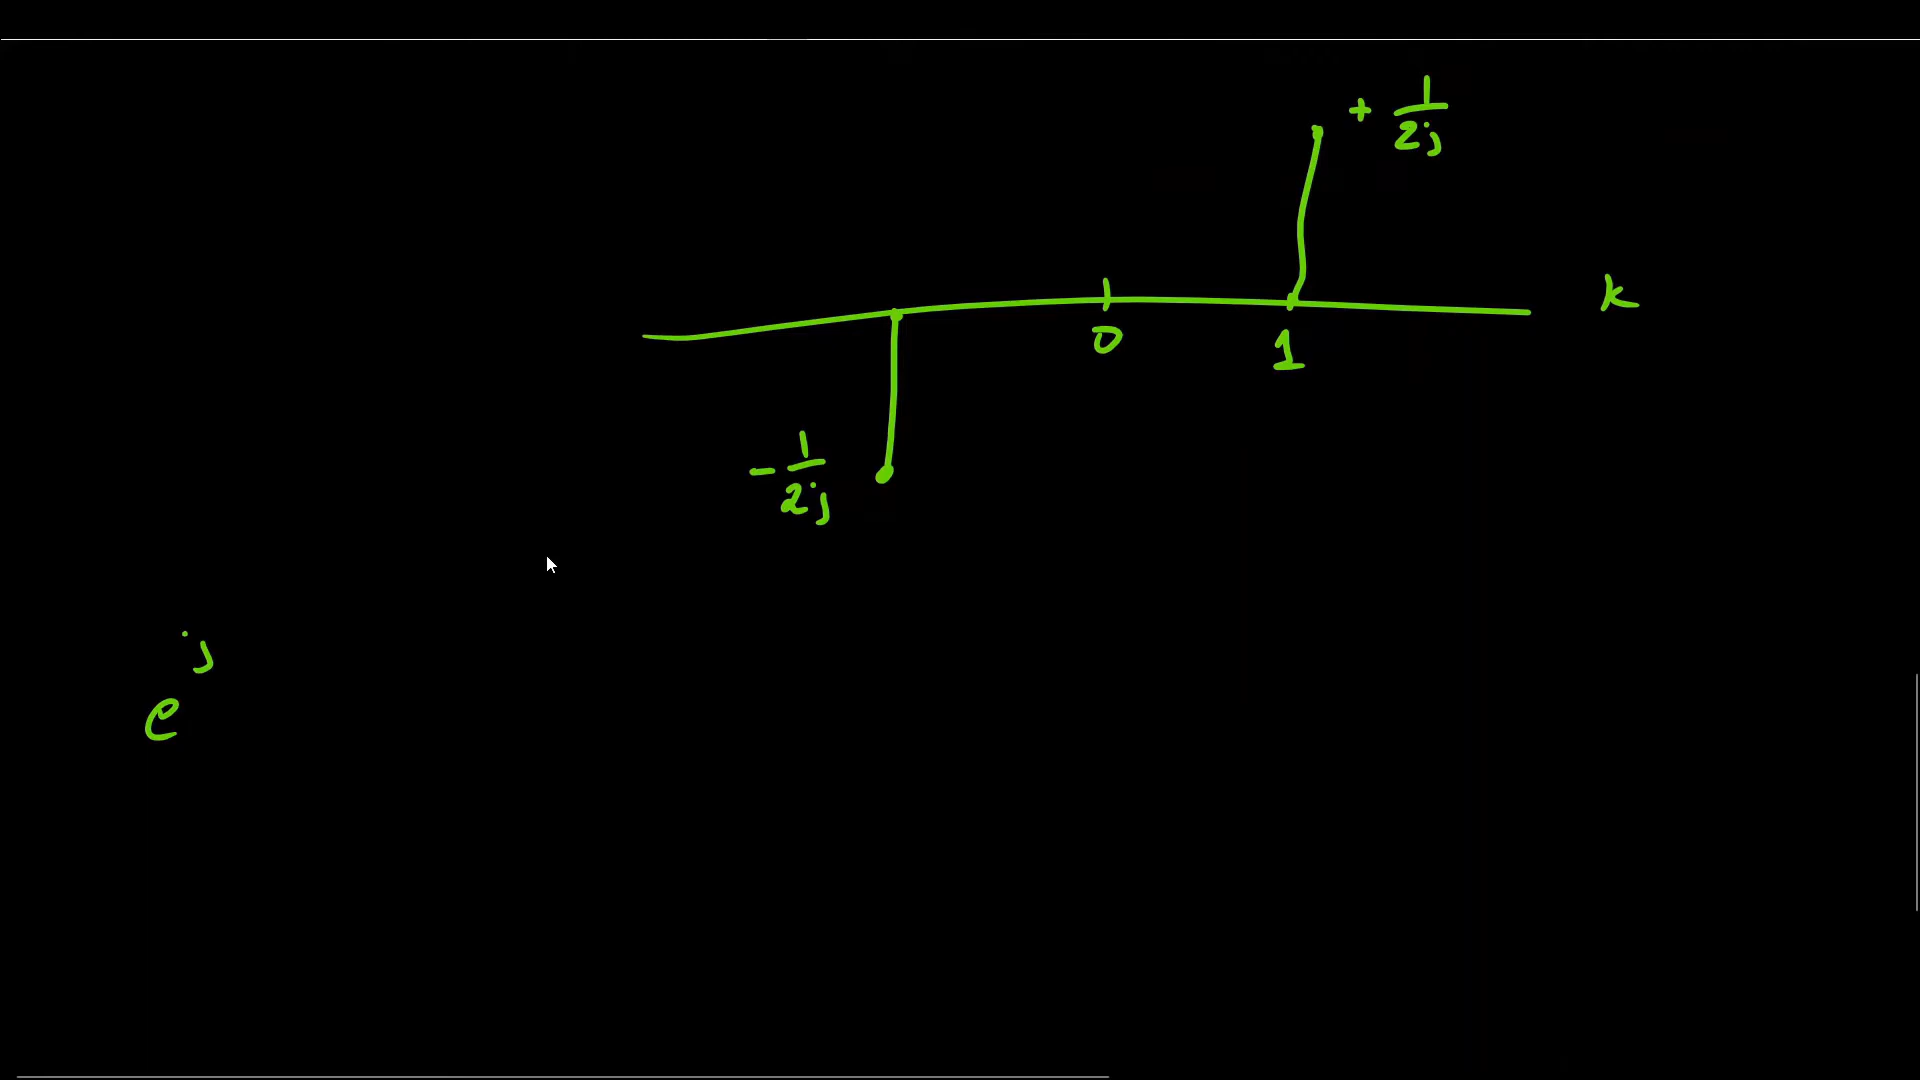 + 1/2j
k
0
1
- 1/2j
e^j